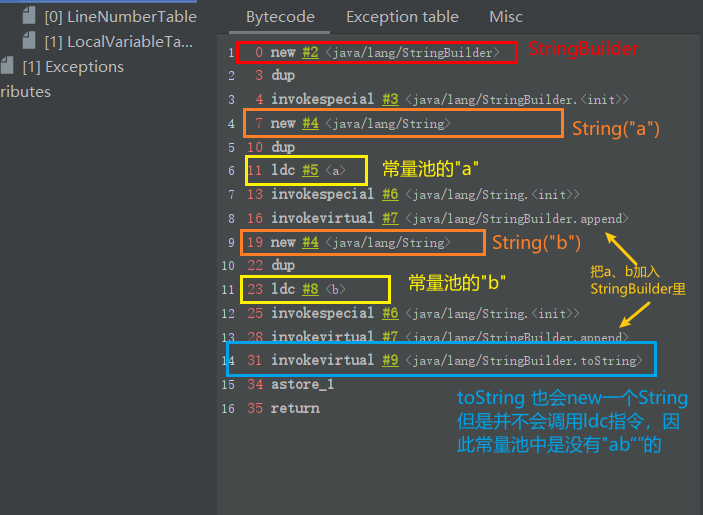 [0] LineNumberTable
[1] LocalVariableTa...
[1] Exceptions
ributes
Bytecode Exception table Misc
1 0 new #2 <java/lang/StringBuilder> StringBuilder
2 3 dup
3 4 invokespecial #3 <java/lang/StringBuilder.<init>>
4 7 new #4 <java/lang/String>
String("a")
5 10 dup
6 11 ldc #5 <a> 常量池的"a"
7 13 invokespecial #6 <java/lang/String.<init>>
8 16 invokevirtual #7 <java/lang/StringBuilder.append>
9 19 new #4 <java/lang/String> String("b")
10 22 dup
11 23 ldc #8 <b> 常量池的"b"
把a、b加入
StringBuilder里
12 25 invokespecial #6 <java/lang/String.<init>>
13 28 invokevirtual #7 <java/lang/StringBuilder.append>
14 31 invokevirtual #9 <java/lang/StringBuilder.toString>
15 34 astore_1
16 35 return
toString 也会new一个String
但是并不会调用ldc指令，因
此常量池中是没有"ab“”的